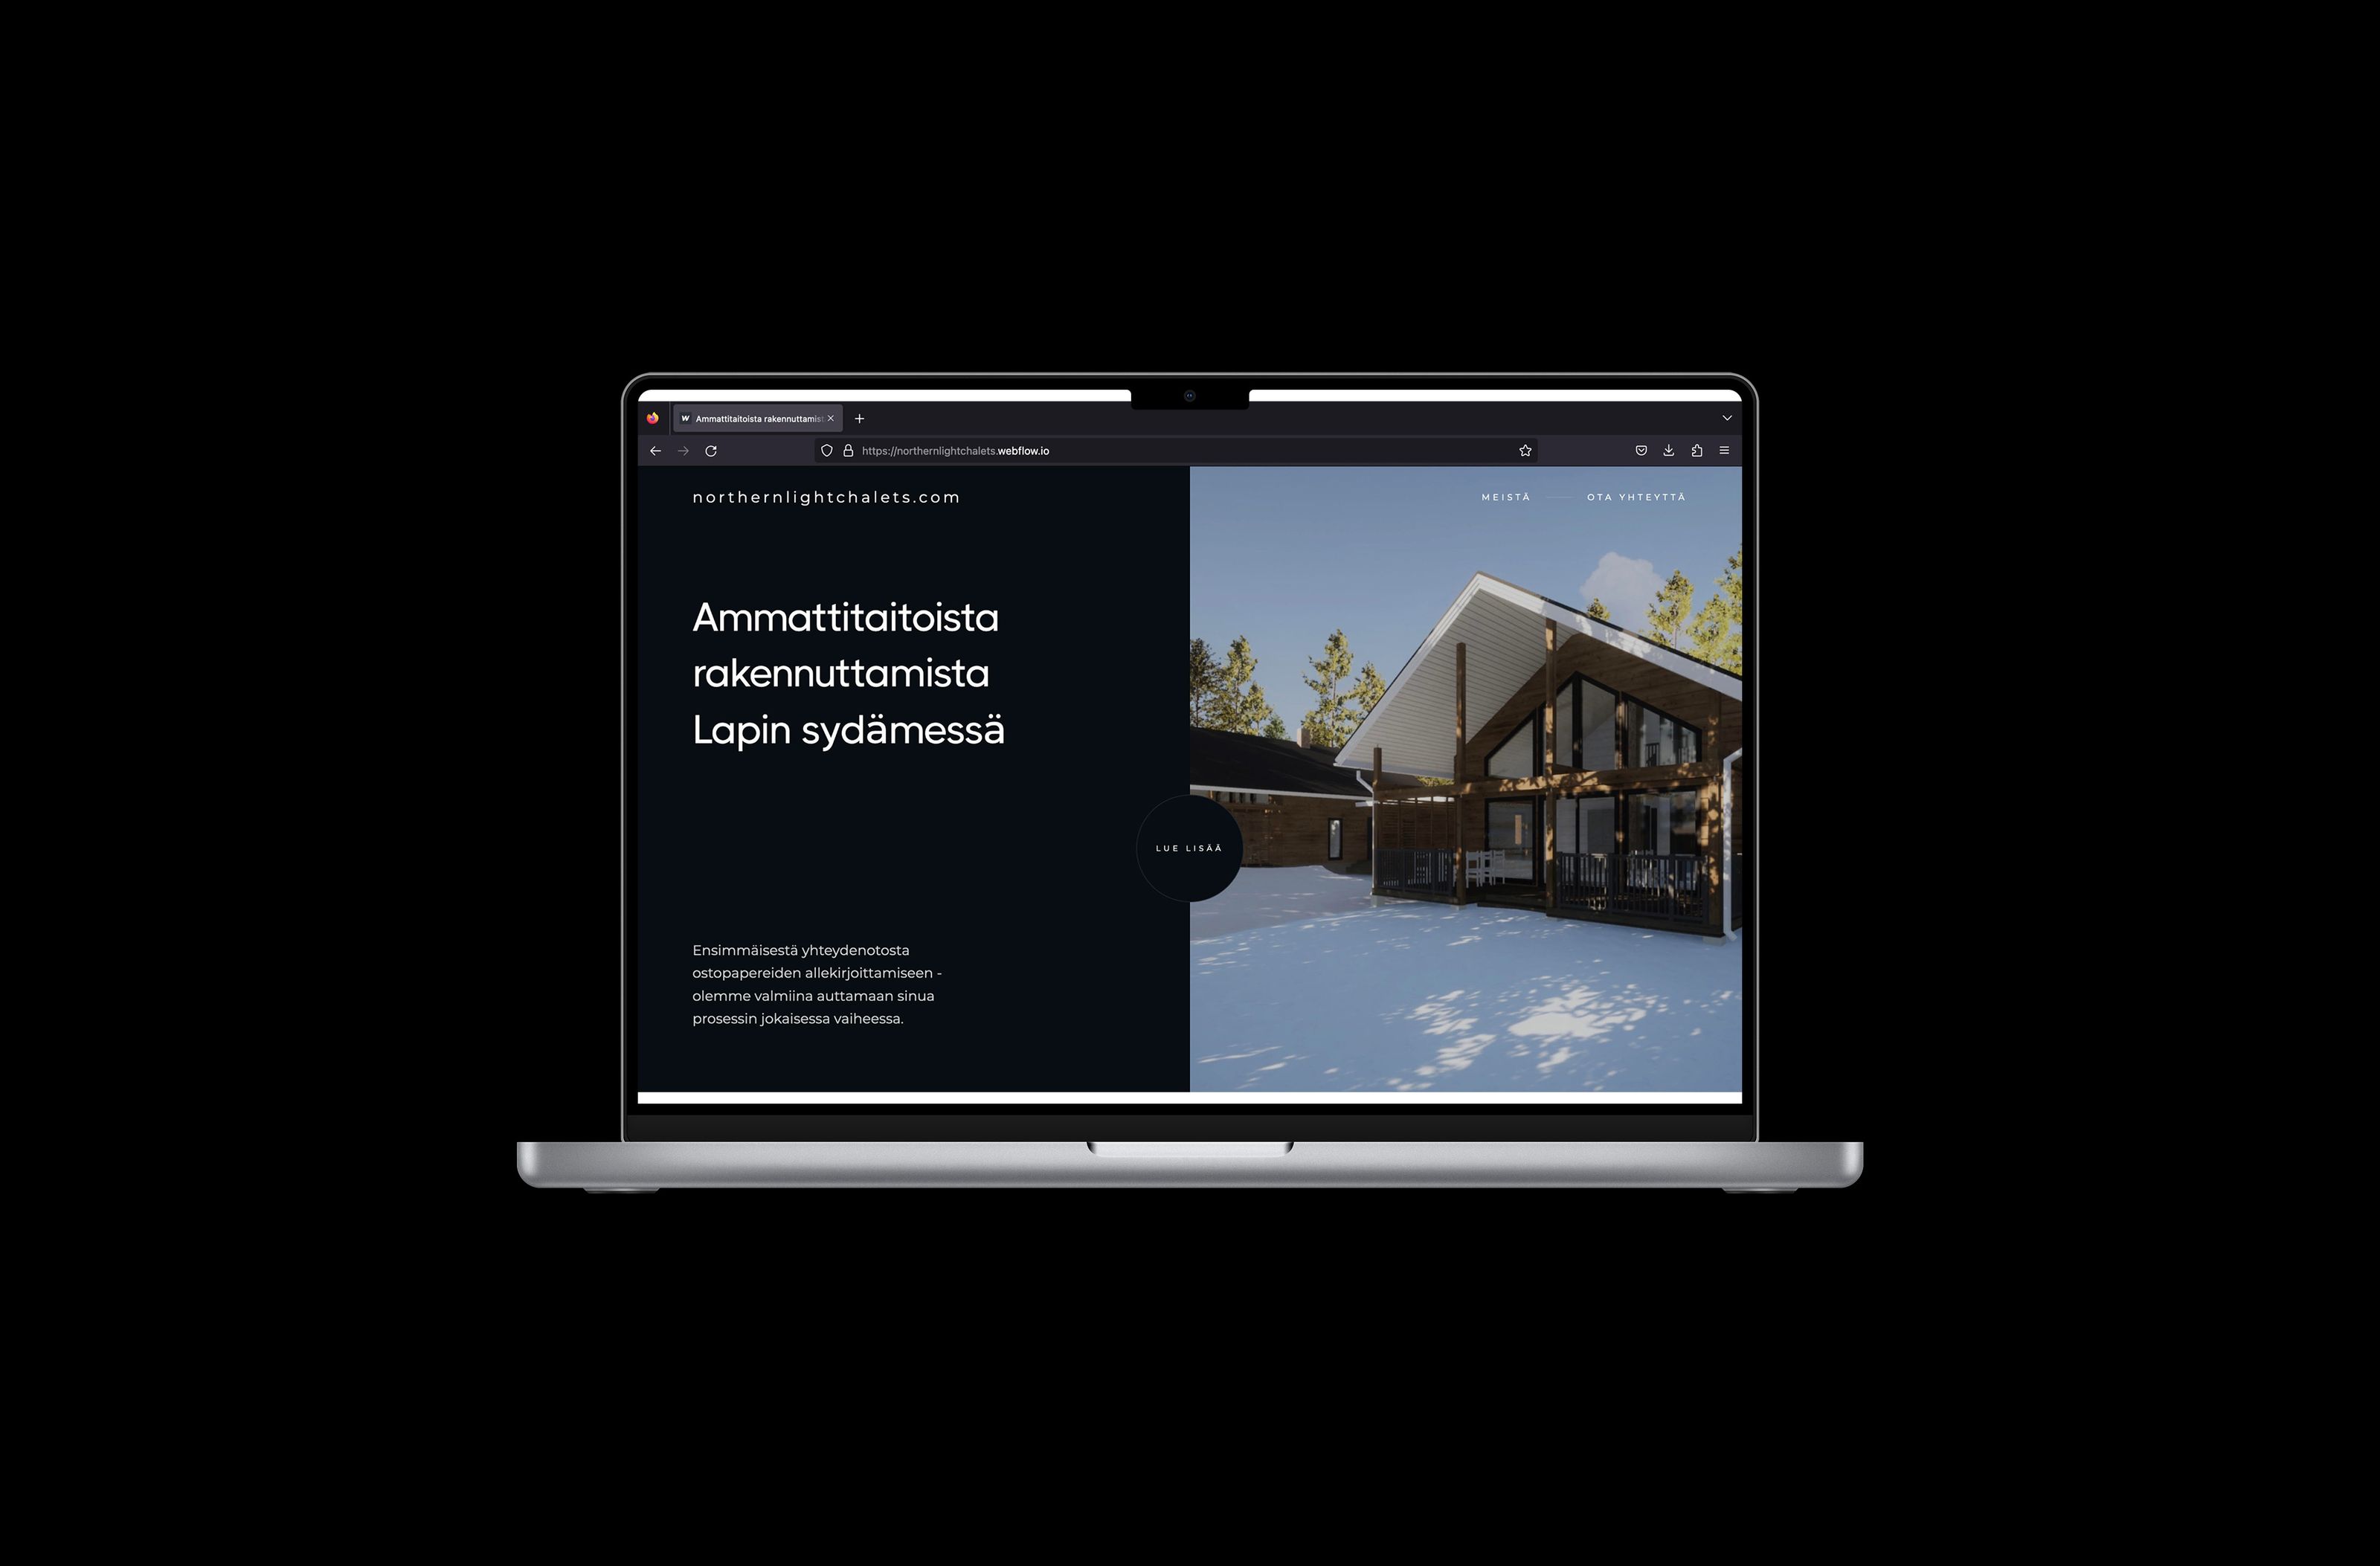 Ammattitaitoista rakennuttamist
https://northernlightchalets.webflow.io
northernlightchalets.com
MEISTÄ
OTA YHTEYTTÄ
Ammattitaitoista
rakennuttamista
Lapin sydämessä
LUE LISÄÄ
Ensimmäisestä yhteydenotosta
ostopapereiden allekirjoittamiseen -
olemme valmiina auttamaan sinua
prosessin jokaisessa vaiheessa.